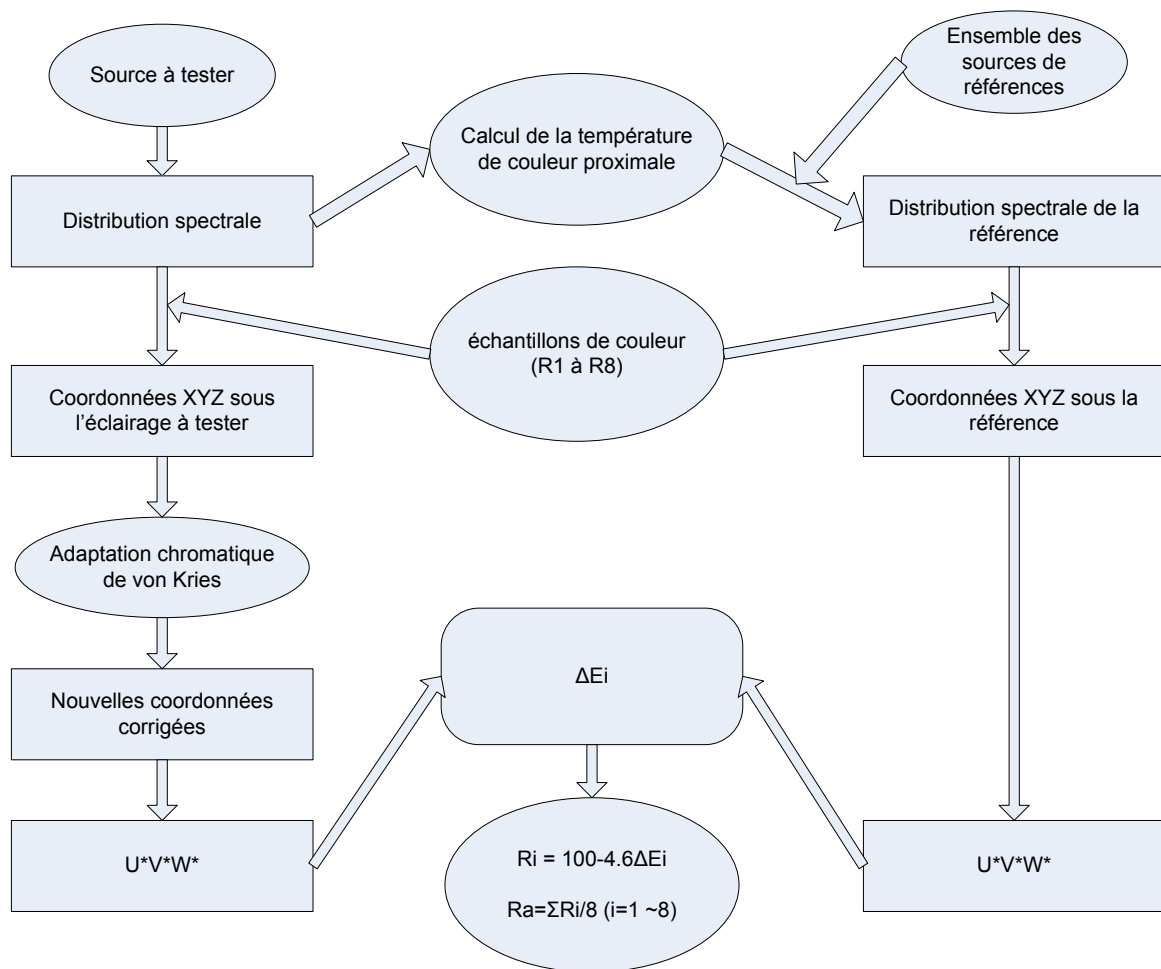 Source à tester
Ensemble des
sources de
références
Calcul de la température
de couleur proximale
Distribution spectrale
Distribution spectrale de la
référence
échantillons de couleur
(R1 à R8)
Coordonnées XYZ sous
l’éclairage à tester
Coordonnées XYZ sous la
référence
Adaptation chromatique
de von Kries
Nouvelles coordonnées
corrigées
ΔEi
U*V*W*
Ri = 100-4.6ΔEi
Ra=ΣRi/8 (i=1 ~8)
U*V*W*